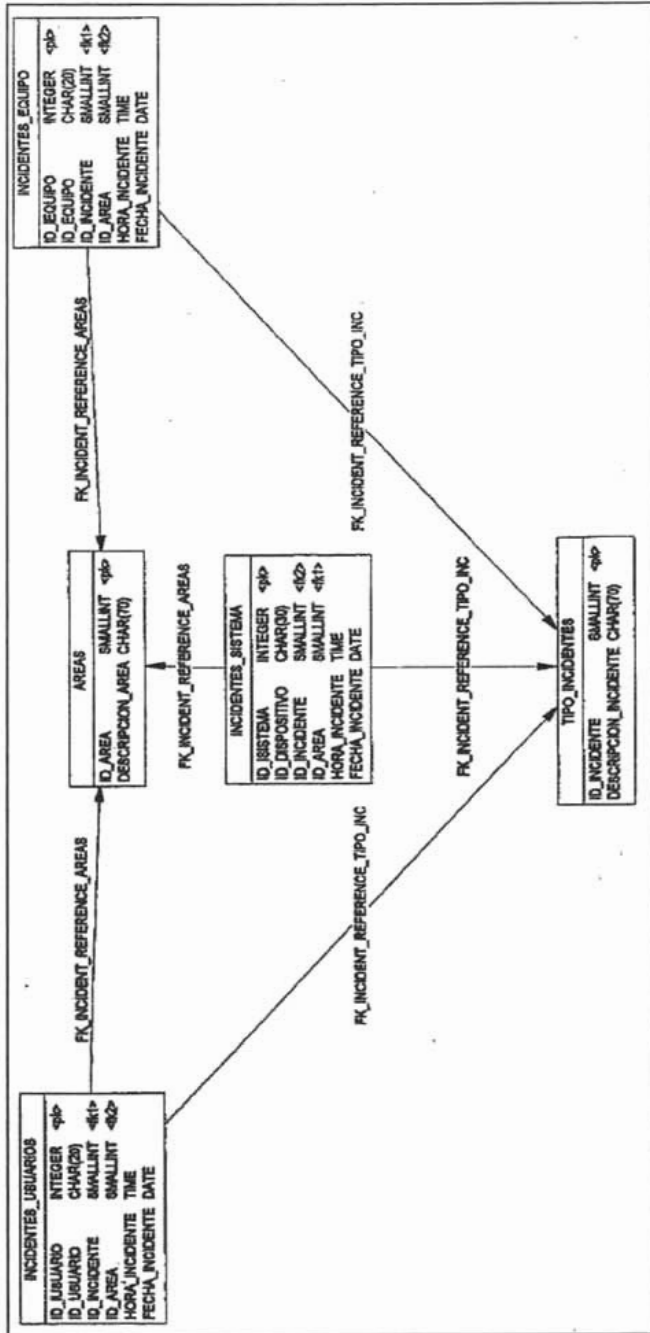 INCIDENTES_USUARIOS
ID_IUSUARIO INTEGER <pk>
ID_USUARIO CHAR(20)
ID_INCIDENTE SMALLINT <fk1>
ID_AREA SMALLINT <fk2>
HORA_INCIDENTE TIME
FECHA_INCIDENTE DATE
FK_INCIDENT_REFERENCE_AREAS
AREAS
ID_AREA SMALLINT <pk>
DESCRIPCION_AREA CHAR(70)
FK_INCIDENT_REFERENCE_AREAS
INCIDENTES_EQUIPO
ID_IEQUIPO INTEGER <pk>
ID_EQUIPO CHAR(20)
ID_INCIDENTE SMALLINT <fk1>
ID_AREA SMALLINT <fk2>
HORA_INCIDENTE TIME
FECHA_INCIDENTE DATE
FK_INCIDENT_REFERENCE_AREAS
INCIDENTES_SISTEMA
ID_ISISTEMA INTEGER <pk>
ID_DISPOSITIVO CHAR(30)
ID_INCIDENTE SMALLINT <fk2>
ID_AREA SMALLINT <fk1>
HORA_INCIDENTE TIME
FECHA_INCIDENTE DATE
FK_INCIDENT_REFERENCE_TIPO_INC
FK_INCIDENT_REFERENCE_TIPO_INC
FK_INCIDENT_REFERENCE_TIPO_INC
TIPO_INCIDENTES
ID_INCIDENTE SMALLINT <pk>
DESCRIPCION_INCIDENTE CHAR(70)